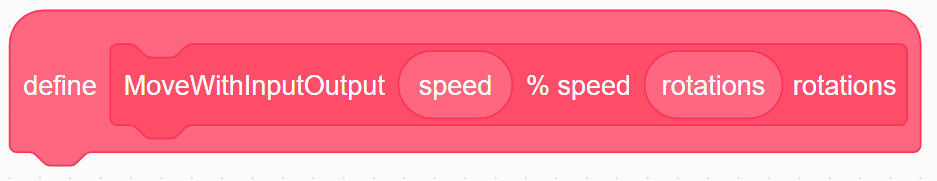 define MoveWithInputOutput speed % speed rotations rotations